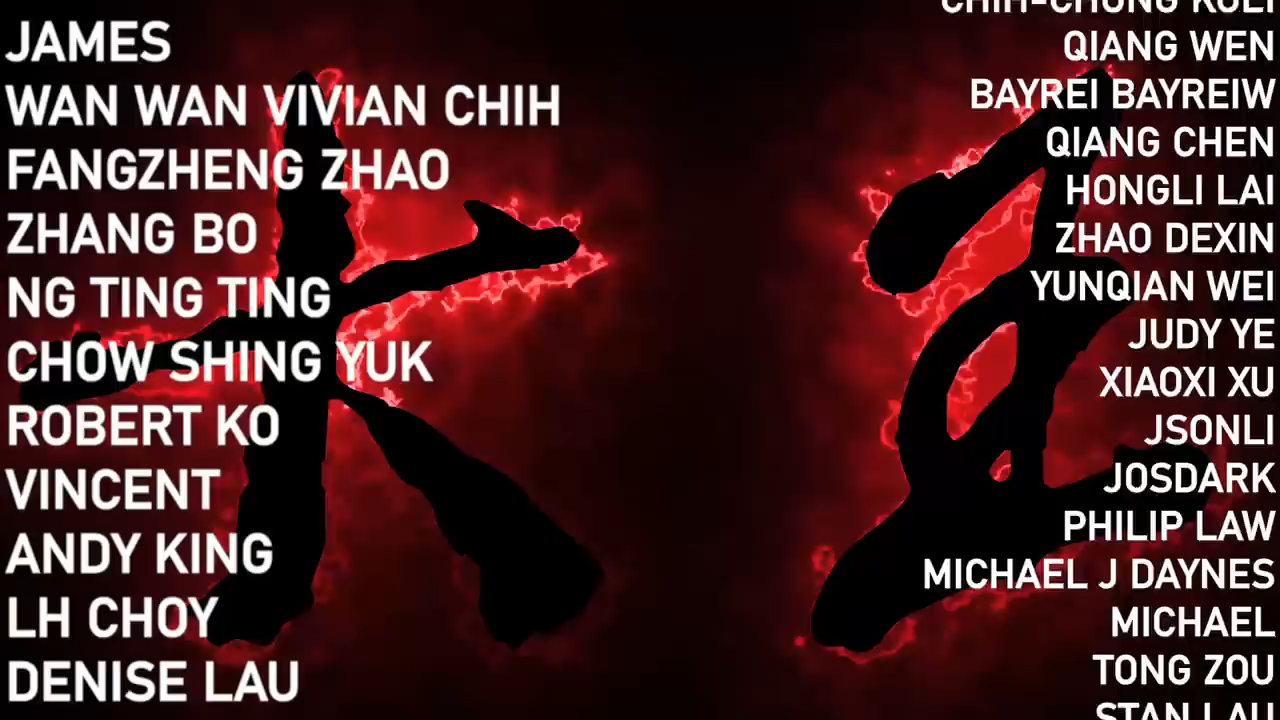 JAMES
WAN WAN VIVIAN CHIH
FANGZHENG ZHAO
ZHANG BO
NG TING TING
CHOW SHING YUK
ROBERT KO
VINCENT
ANDY KING
LH CHOY
DENISE LAU
QIANG WEN
BAYREI BAYREIW
QIANG CHEN
HONGLI LAI
ZHAO DEXIN
YUNQIAN WEI
JUDY YE
XIAOXI XU
JSONLI
JOSDARK
PHILIP LAW
MICHAEL J DAYNES
MICHAEL
TONG ZOU
STAN LAU